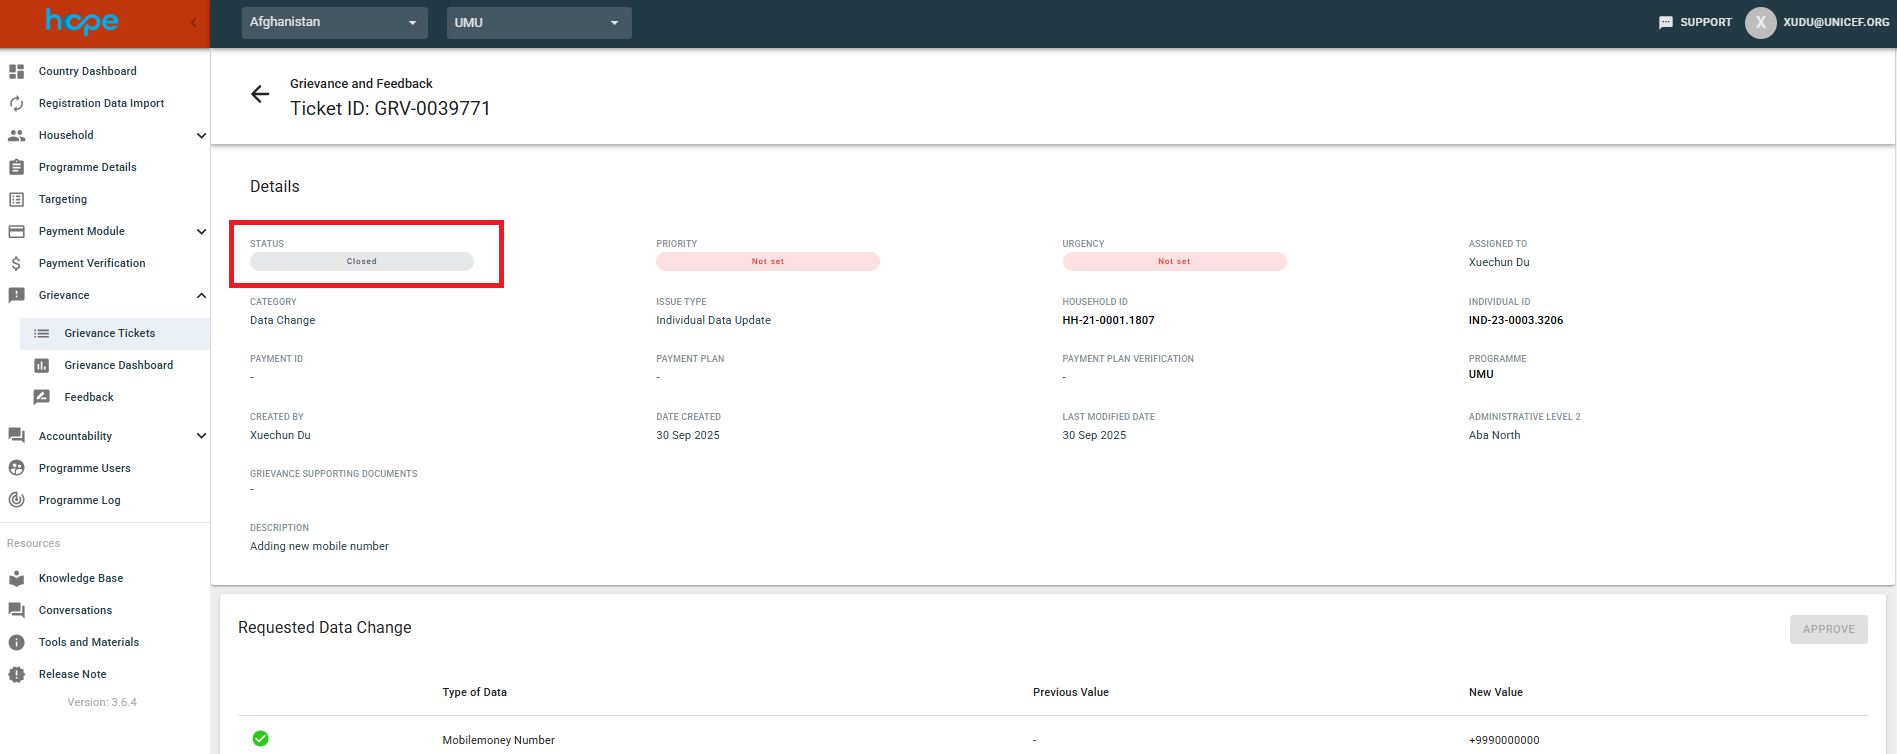 hope
Afghanistan
UMU
SUPPORT
X
XUDU@UNICEF.ORG
Country Dashboard
Registration Data Import
Household
Programme Details
Targeting
Payment Module
Payment Verification
Grievance
Grievance Tickets
Grievance Dashboard
Feedback
Accountability
Programme Users
Programme Log
Resources
Knowledge Base
Conversations
Tools and Materials
Release Note
Version: 3.6.4
Grievance and Feedback
Ticket ID: GRV-0039771
Details
STATUS
Closed
PRIORITY
Not set
URGENCY
Not set
ASSIGNED TO
Xuechun Du
CATEGORY
Data Change
ISSUE TYPE
Individual Data Update
HOUSEHOLD ID
HH-21-0001.1807
INDIVIDUAL ID
IND-23-0003.3206
PAYMENT ID
-
PAYMENT PLAN
-
PAYMENT PLAN VERIFICATION
-
PROGRAMME
UMU
CREATED BY
Xuechun Du
DATE CREATED
30 Sep 2025
LAST MODIFIED DATE
30 Sep 2025
ADMINISTRATIVE LEVEL 2
Aba North
GRIEVANCE SUPPORTING DOCUMENTS
-
DESCRIPTION
Adding new mobile number
Requested Data Change
APPROVE
Type of Data Previous Value New Value
Mobilemoney Number - +9990000000